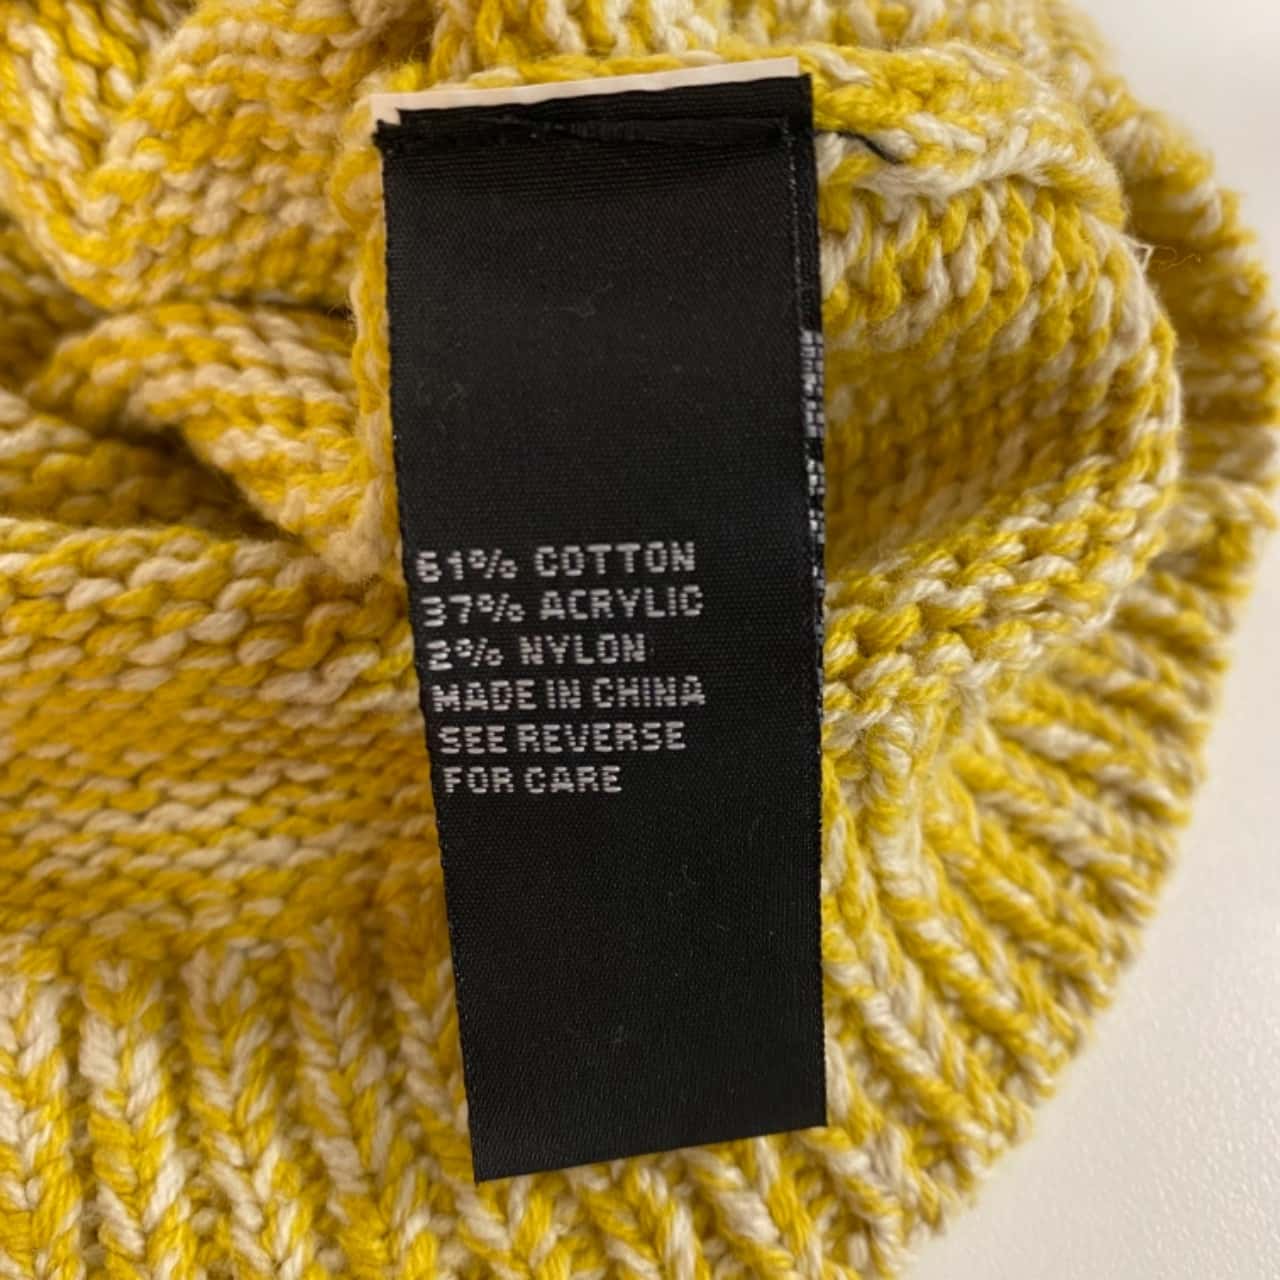 61% COTTON
37% ACRYLIC
2% NYLON
MADE IN CHINA
SEE REVERSE
FOR CARE